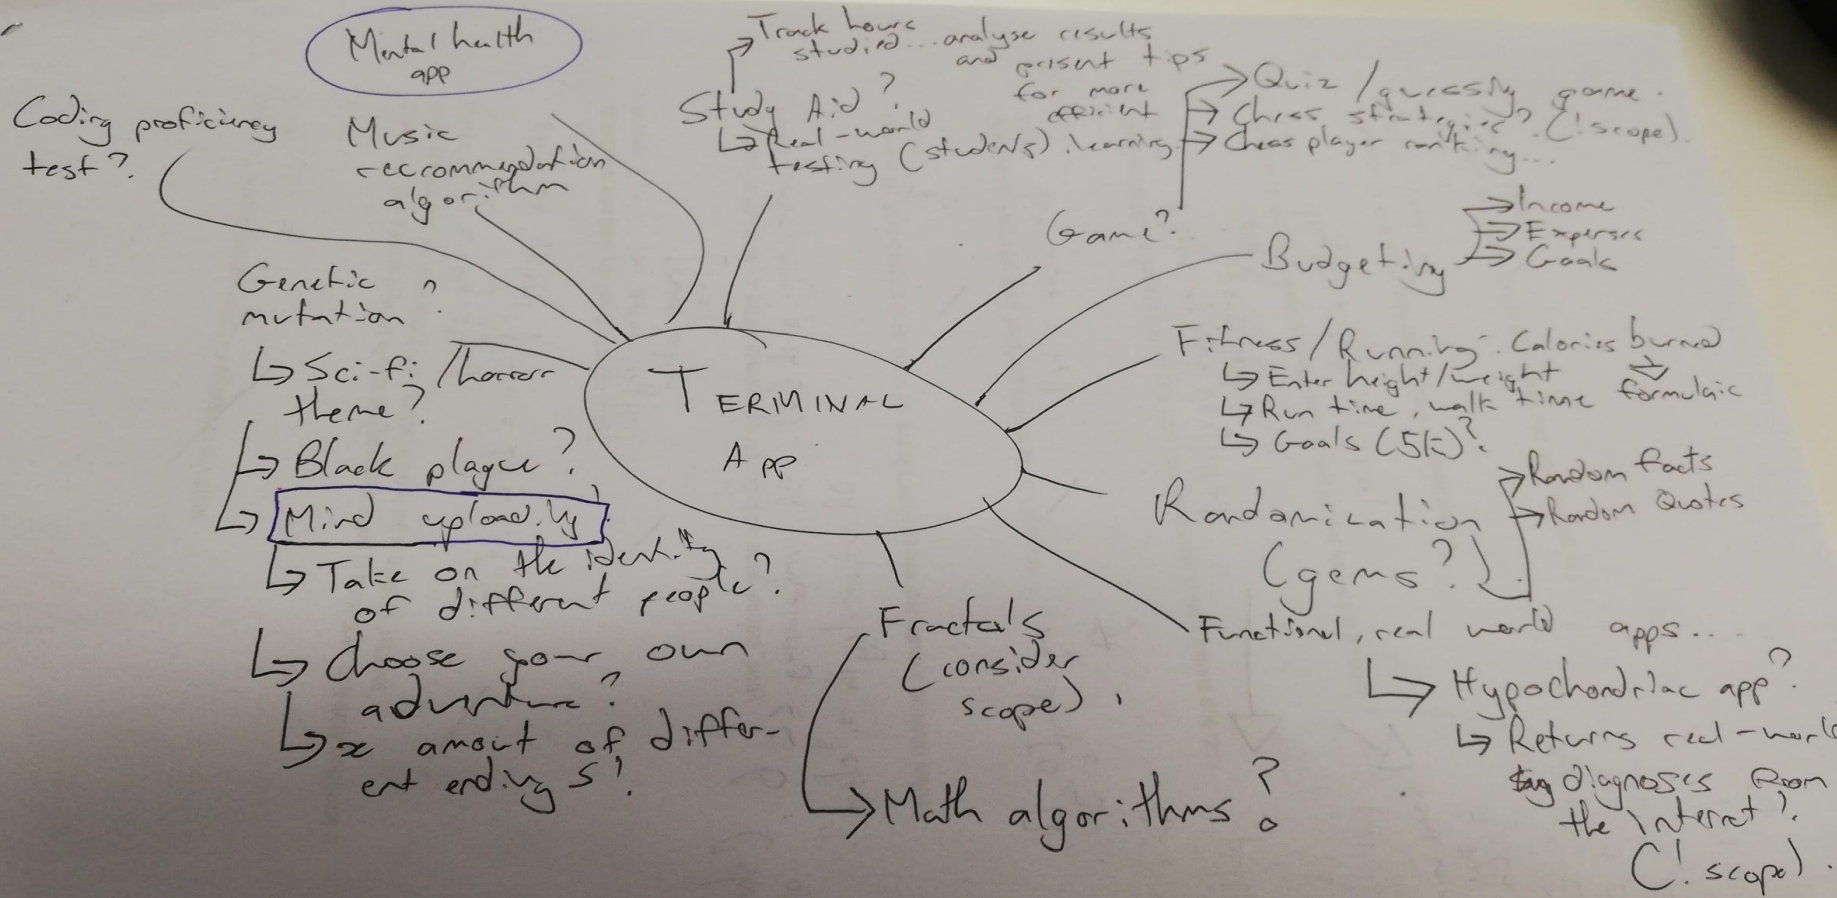 Mental health
app
Coding proficiency
test?
Music
reccommendation
algorithm
Track hours
studied... analyse results
and present tips
for more
efficient
learning
Study Aid?
↳ Real-world
testing (students).
Game?
→ Quiz / guessing game.
→ Chess strategies? (! scope).
→ Chess player ranking...
Budgeting
→ Income
→ Expenses
→ Goals
Genetic
mutation ?
↳ Sci-fi / horror
theme?
↳ Black plague?
↳ Mind uploading
↳ Take on the identity
of different people?
↳ Choose your own
adventure?
↳ x amout of differ-
ent endings?
TERMINAL
APP
Fitness / Running. Calories burned
↳ Enter height/weight
↳ Run time, walk time formulaic
↳ Goals (5K)?
Randomization
(gems?)
→ Random facts
→ Random Quotes
Functional, real world apps...
↳ Hypochondriac app?
↳ Returns real-world
diagnoses from
the internet?
(! scope).
Fractals
(consider
scope).
→ Math algorithms?